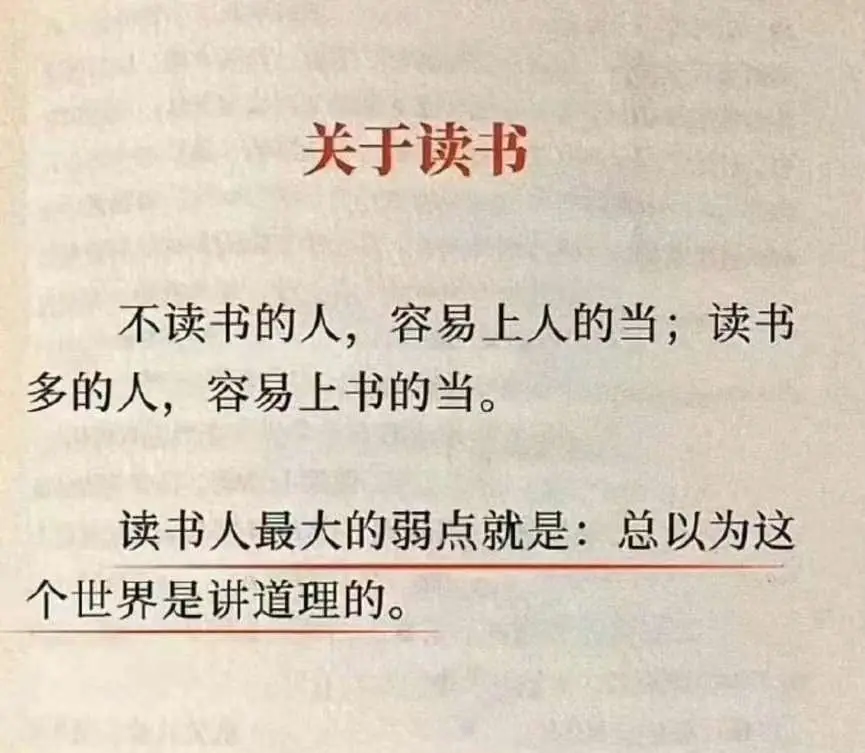 关于读书
不读书的人，容易上人的当；读书
多的人，容易上书的当。
读书人最大的弱点就是：总以为这
个世界是讲道理的。